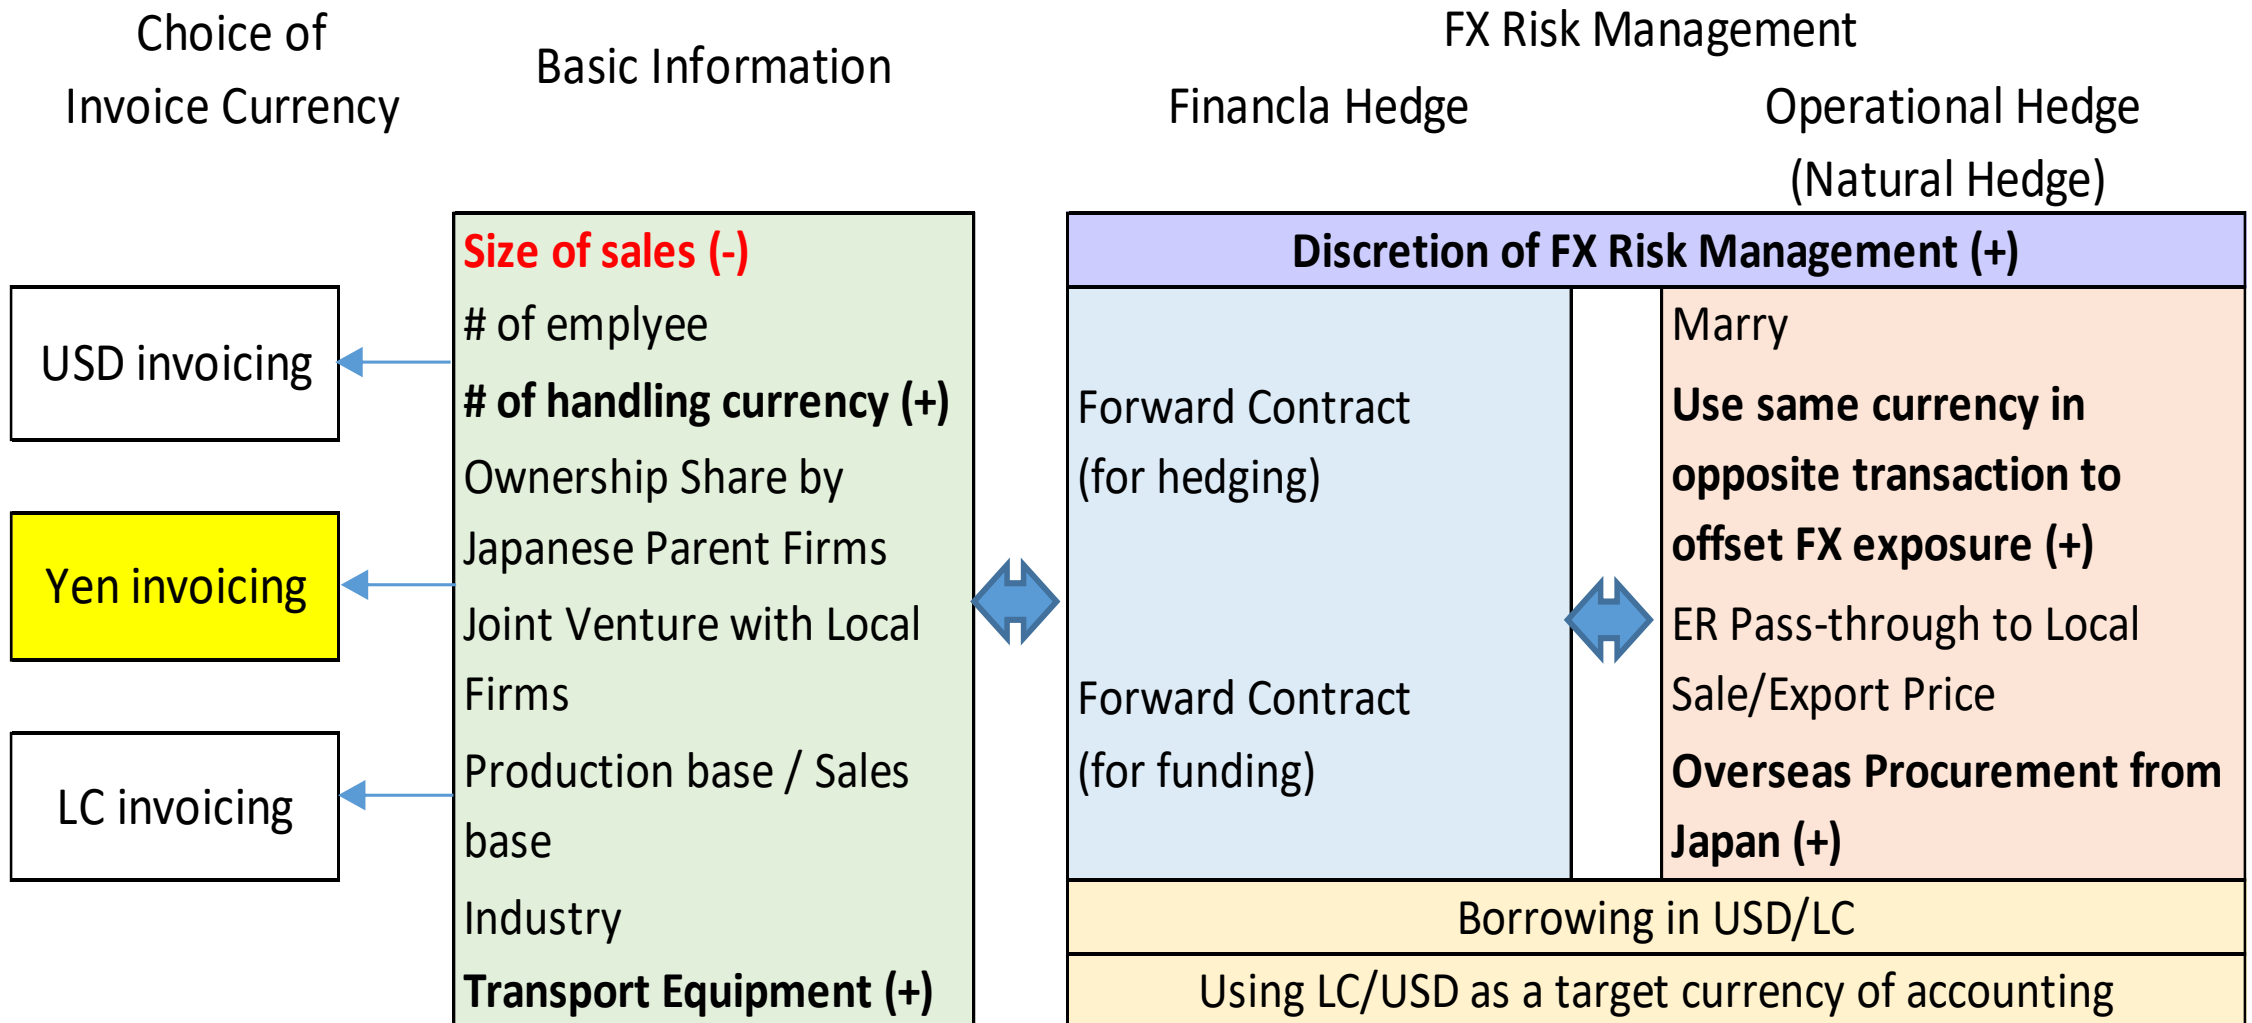 Choice of
Invoice Currency
Basic Information
FX Risk Management
Financla Hedge
Operational Hedge
(Natural Hedge)
USD invoicing
Yen invoicing
LC invoicing
Size of sales (-)
# of emplyee
# of handling currency (+)
Ownership Share by
Japanese Parent Firms
Joint Venture with Local
Firms
Production base / Sales
base
Industry
Transport Equipment (+)
Discretion of FX Risk Management (+)
Forward Contract
(for hedging)
Forward Contract
(for funding)
Marry
Use same currency in
opposite transaction to
offset FX exposure (+)
ER Pass-through to Local
Sale/Export Price
Overseas Procurement from
Japan (+)
Borrowing in USD/LC
Using LC/USD as a target currency of accounting